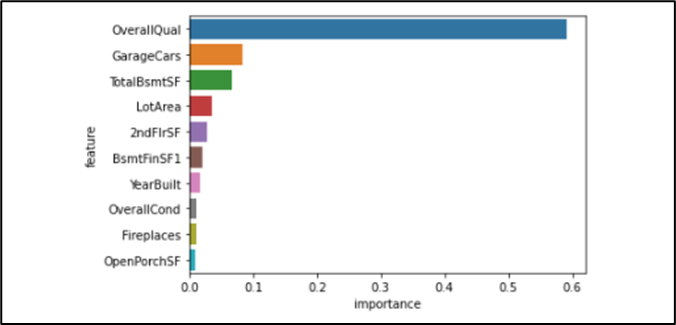 OverallQual
GarageCars
TotalBsmtSF
LotArea
2ndFlrSF
BsmtFinSF1
YearBuilt
OverallCond
Fireplaces
OpenPorchSF
feature
0.0 0.1 0.2 0.3 0.4 0.5 0.6
importance